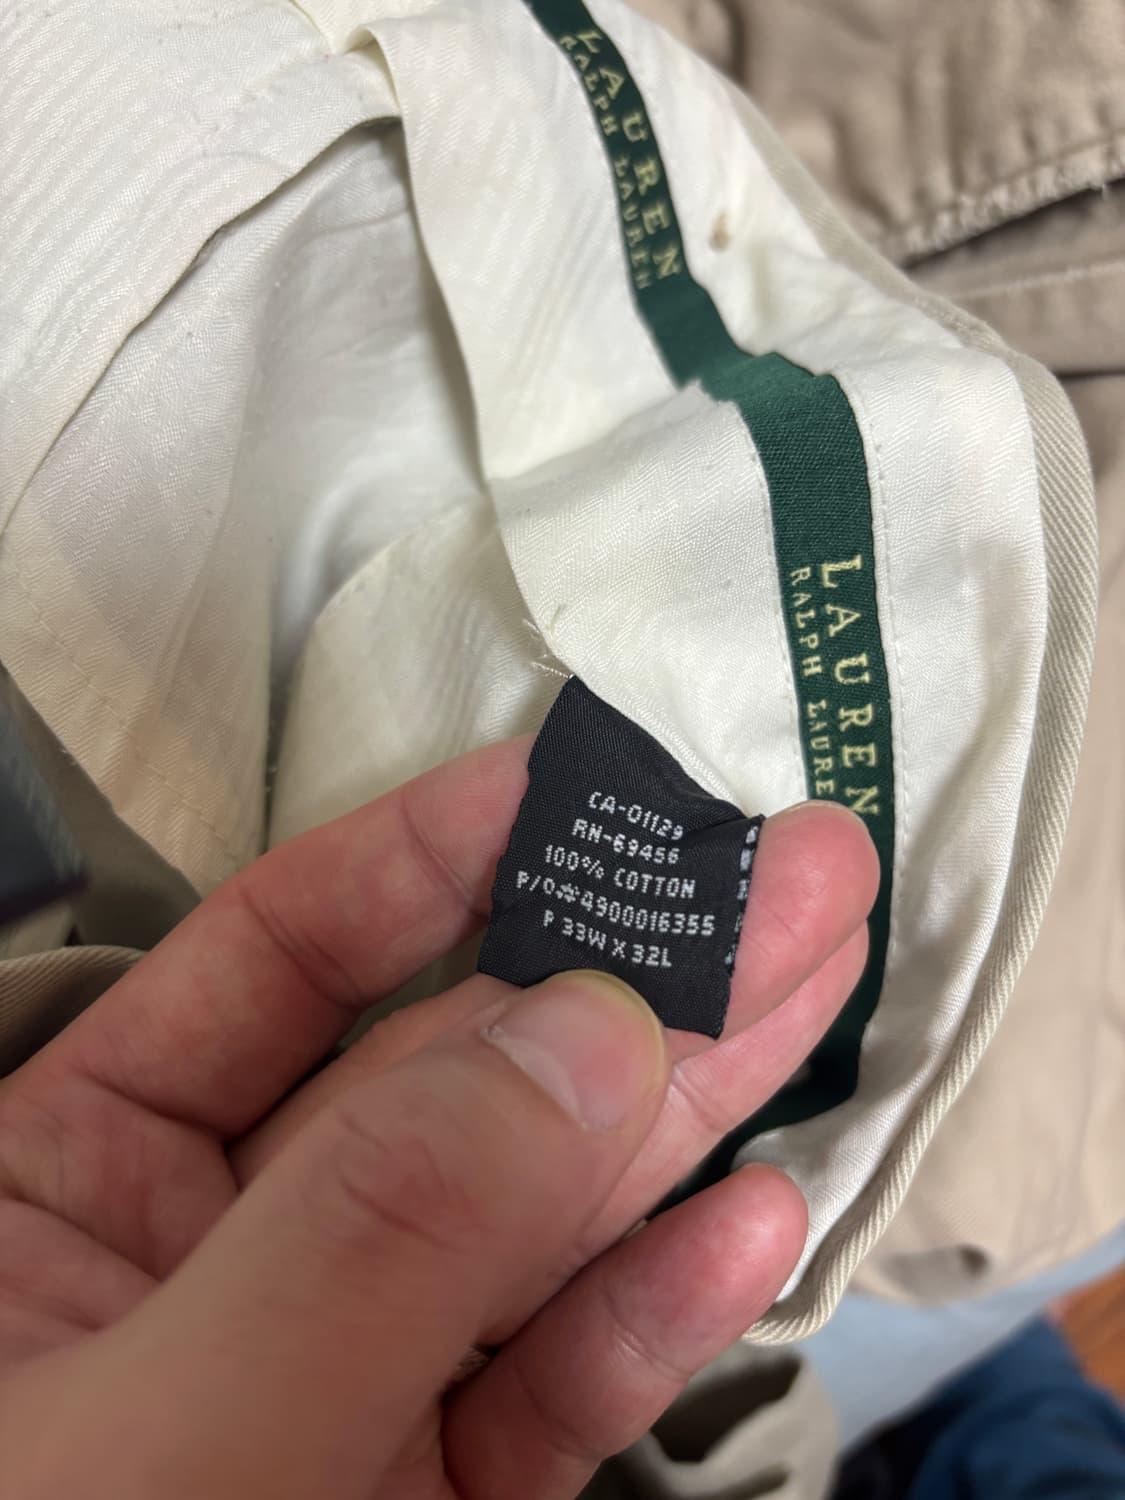 LAUREN
RALPH LAUREN
LAUREN
RALPH LAUREN
CA-01129
RN-69456
100% COTTON
P/O#4900016355
P 33W X 32L